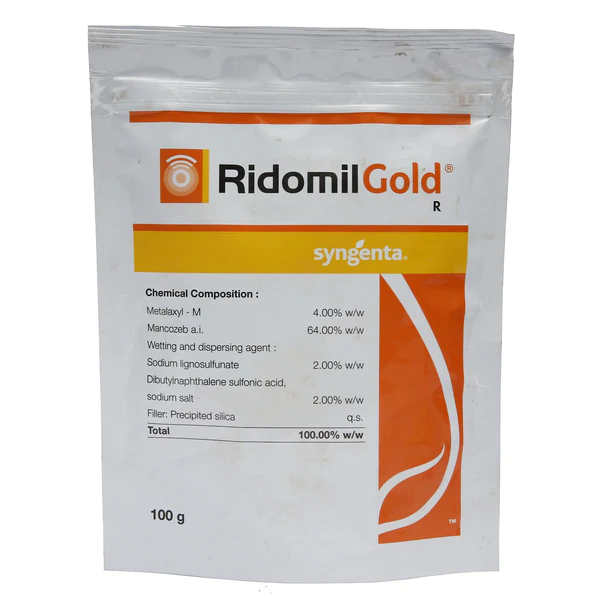 RidomilGold®
R
syngenta®
Chemical Composition :
Metalaxyl - M 4.00% w/w
Mancozeb a.i. 64.00% w/w
Wetting and dispersing agent :
Sodium lignosulfunate 2.00% w/w
Dibutylnaphthalene sulfonic acid,
sodium salt 2.00% w/w
Filler: Precipited silica q.s.
Total 100.00% w/w
100 g
TM